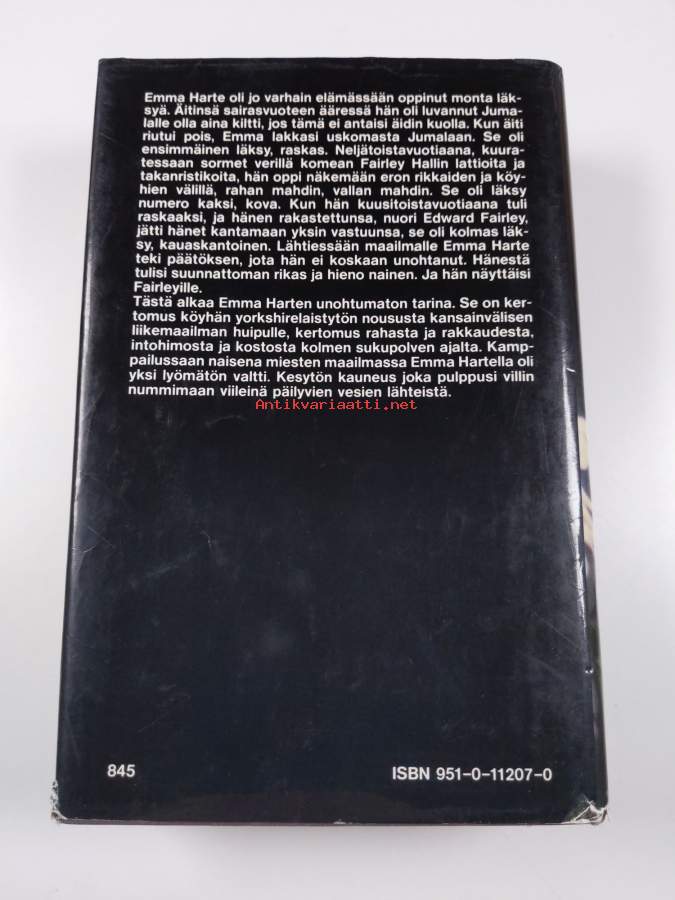 Emma Harte oli jo varhain elämässään oppinut monta läk-
syä. Äitinsä sairasvuoteen ääressä hän oli luvannut Juma-
lalle olla aina kiltti, jos tämä ei antaisi äidin kuolla. Kun äiti
riutui pois, Emma lakkasi uskomasta Jumalaan. Se oli
ensimmäinen läksy, raskas. Neljätoistavuotiaana, kuura-
tessaan sormet verillä komean Fairley Hallin lattioita ja
takanristikoita, hän oppi näkemään eron rikkaiden ja köy-
hien välillä, rahan mahdin, vallan mahdin. Se oli läksy
numero kaksi, kova. Kun hän kuusitoistavuotiaana tuli
raskaaksi, ja hänen rakastettunsa, nuori Edward Fairley,
jätti hänet kantamaan yksin vastuunsa, se oli kolmas läk-
sy, kauaskantoinen. Lähtiessään maailmalle Emma Harte
teki päätöksen, jota hän ei koskaan unohtanut. Hänestä
tulisi suunnattoman rikas ja hieno nainen. Ja hän näyttäisi
Fairleyille.
Tästä alkaa Emma Harten unohtumaton tarina. Se on ker-
tomus köyhän yorkshirelaistytön noususta kansainvälisen
liikemaailman huipulle, kertomus rahasta ja rakkaudesta,
intohimosta ja kostosta kolmen sukupolven ajalta. Kamp-
pailussaan naisena miesten maailmassa Emma Hartella oli
yksi lyömätön valtti. Kesytön kauneus joka pulppusi villin
nummimaan viileinä päilyvien vesien lähteistä.
Antikvariaatti.net
845
ISBN 951-0-11207-0